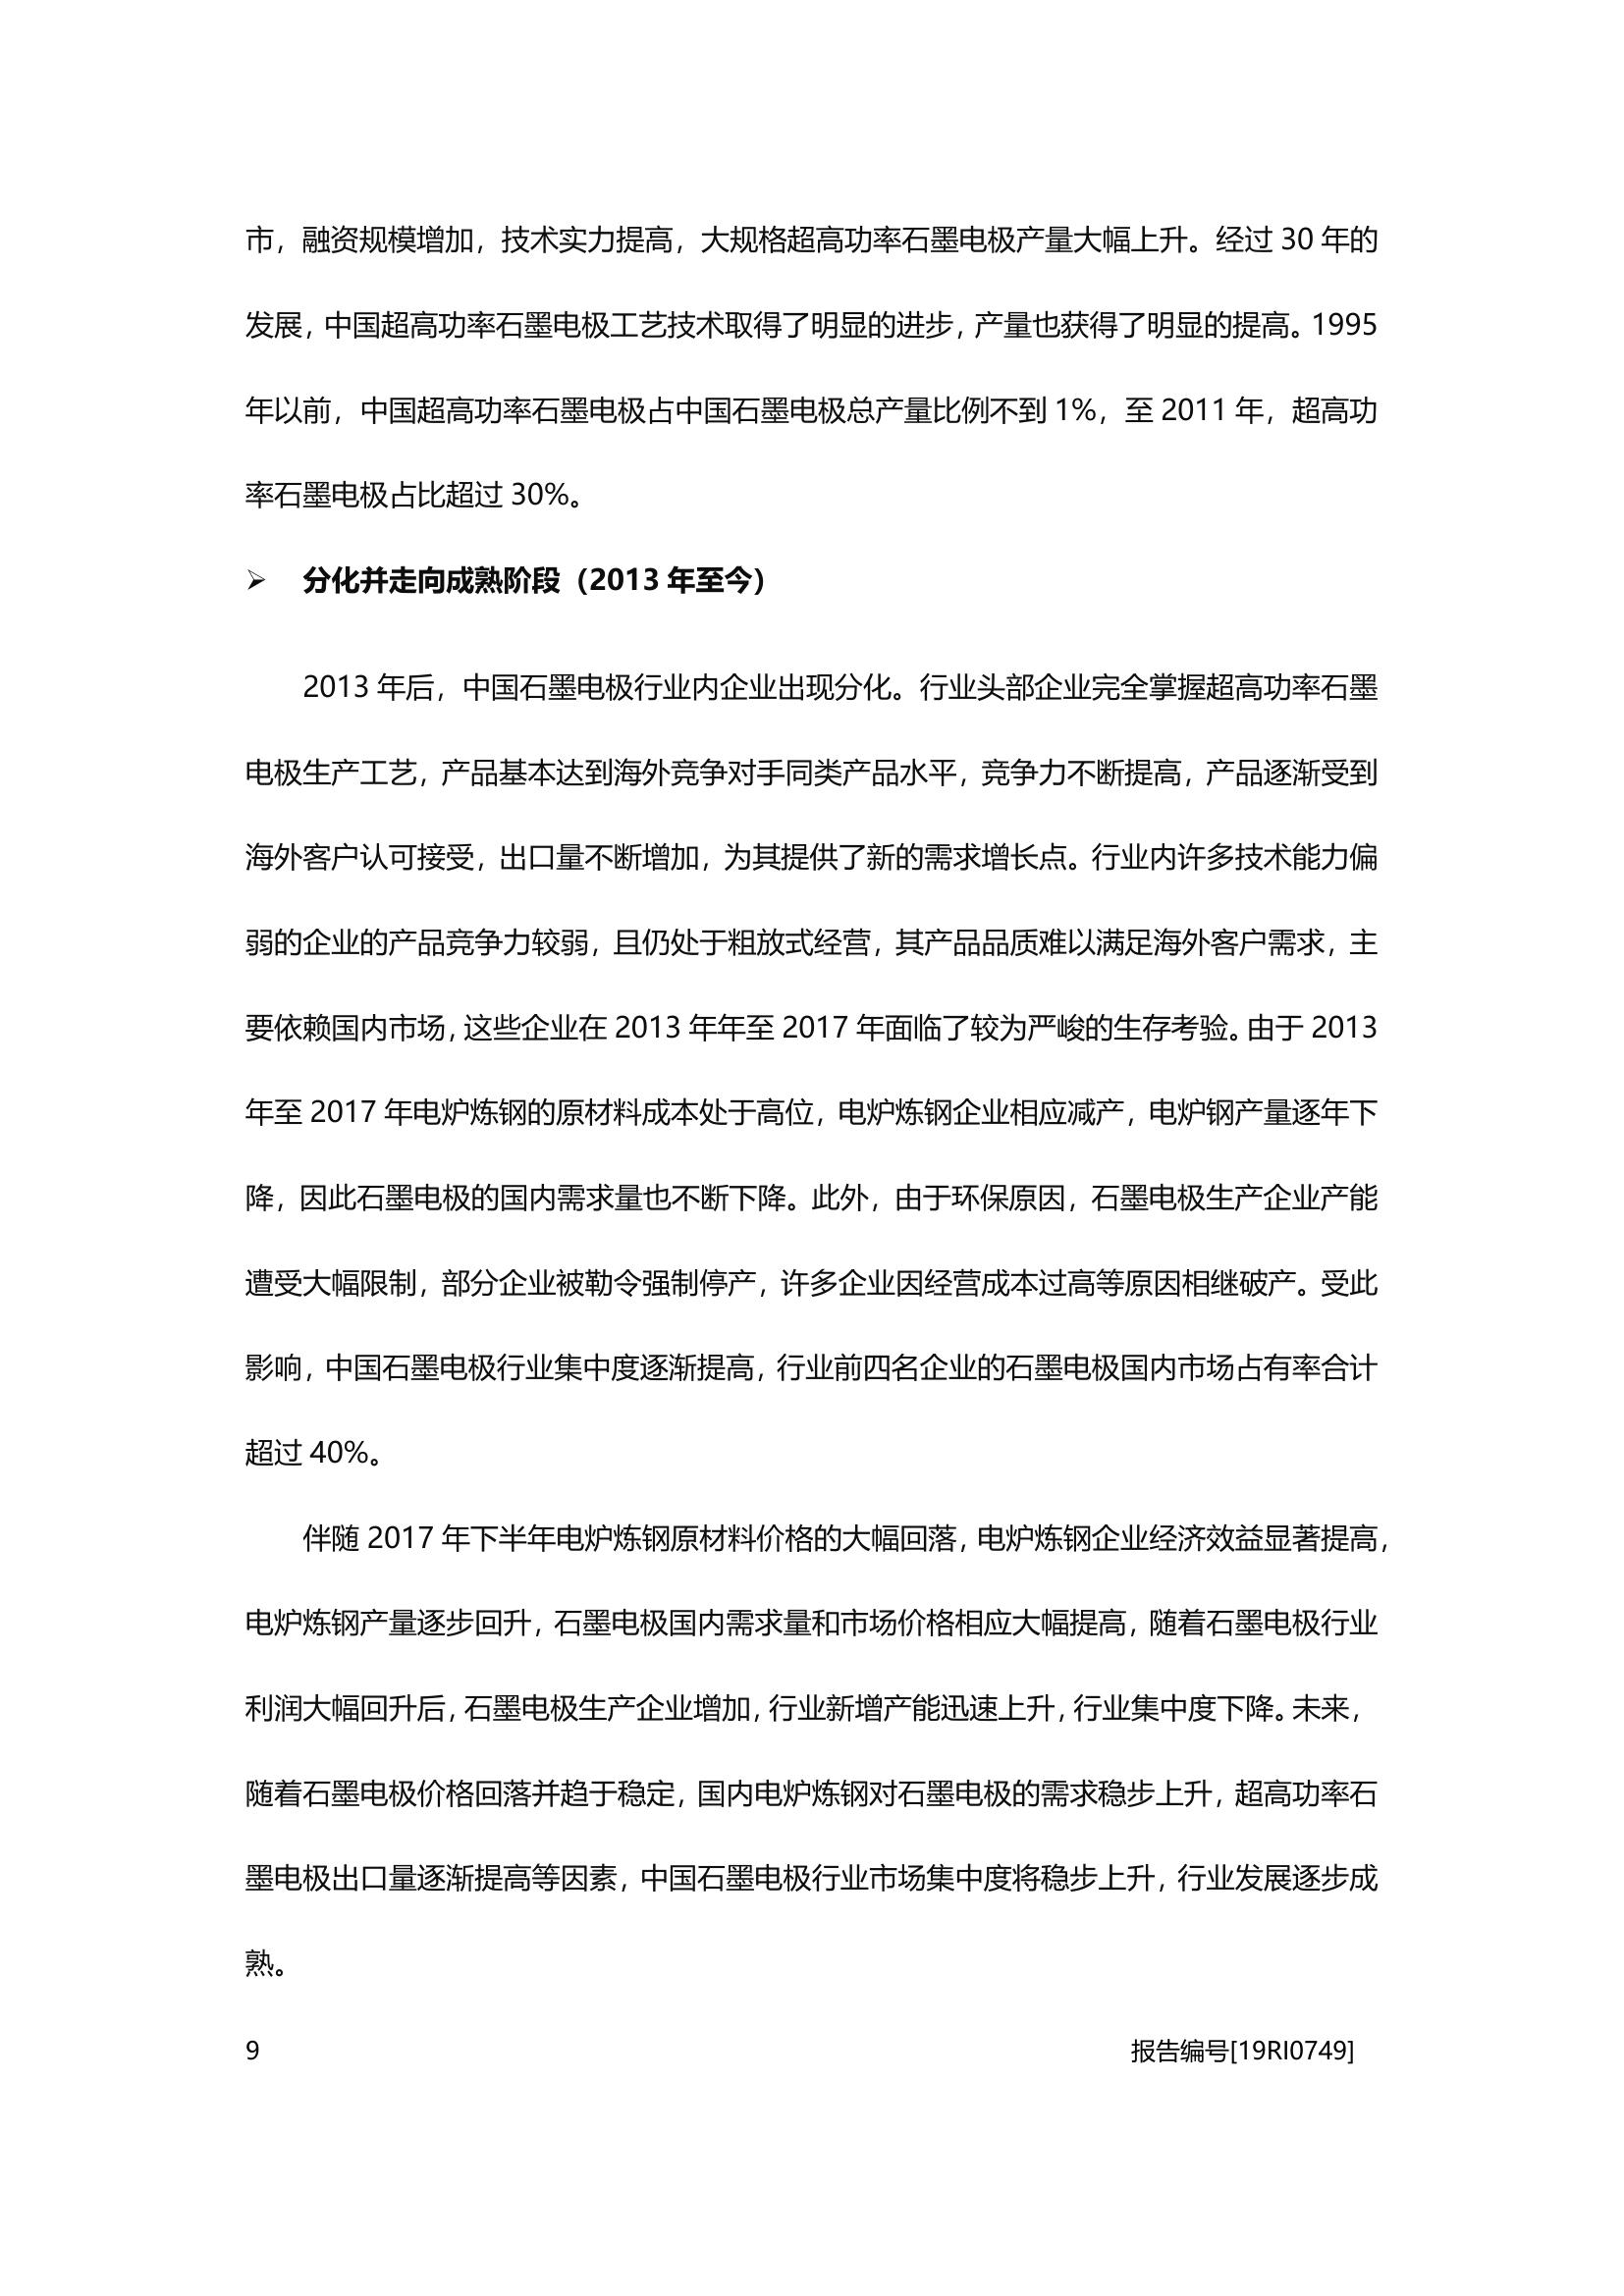 市，融资规模增加，技术实力提高，大规格超高功率石墨电极产量大幅上升。经过 30 年的
发展，中国超高功率石墨电极工艺技术取得了明显的进步，产量也获得了明显的提高。1995
年以前，中国超高功率石墨电极占中国石墨电极总产量比例不到 1%，至 2011 年，超高功
率石墨电极占比超过 30%。
➢ 分化并走向成熟阶段（2013 年至今）
2013 年后，中国石墨电极行业内企业出现分化。行业头部企业完全掌握超高功率石墨
电极生产工艺，产品基本达到海外竞争对手同类产品水平，竞争力不断提高，产品逐渐受到
海外客户认可接受，出口量不断增加，为其提供了新的需求增长点。行业内许多技术能力偏
弱的企业的产品竞争力较弱，且仍处于粗放式经营，其产品品质难以满足海外客户需求，主
要依赖国内市场，这些企业在 2013 年年至 2017 年面临了较为严峻的生存考验。由于 2013
年至 2017 年电炉炼钢的原材料成本处于高位，电炉炼钢企业相应减产，电炉钢产量逐年下
降，因此石墨电极的国内需求量也不断下降。此外，由于环保原因，石墨电极生产企业产能
遭受大幅限制，部分企业被勒令强制停产，许多企业因经营成本过高等原因相继破产。受此
影响，中国石墨电极行业集中度逐渐提高，行业前四名企业的石墨电极国内市场占有率合计
超过 40%。
伴随 2017 年下半年电炉炼钢原材料价格的大幅回落，电炉炼钢企业经济效益显著提高，
电炉炼钢产量逐步回升，石墨电极国内需求量和市场价格相应大幅提高，随着石墨电极行业
利润大幅回升后，石墨电极生产企业增加，行业新增产能迅速上升，行业集中度下降。未来，
随着石墨电极价格回落并趋于稳定，国内电炉炼钢对石墨电极的需求稳步上升，超高功率石
墨电极出口量逐渐提高等因素，中国石墨电极行业市场集中度将稳步上升，行业发展逐步成
熟。
9 报告编号[19RI0749]